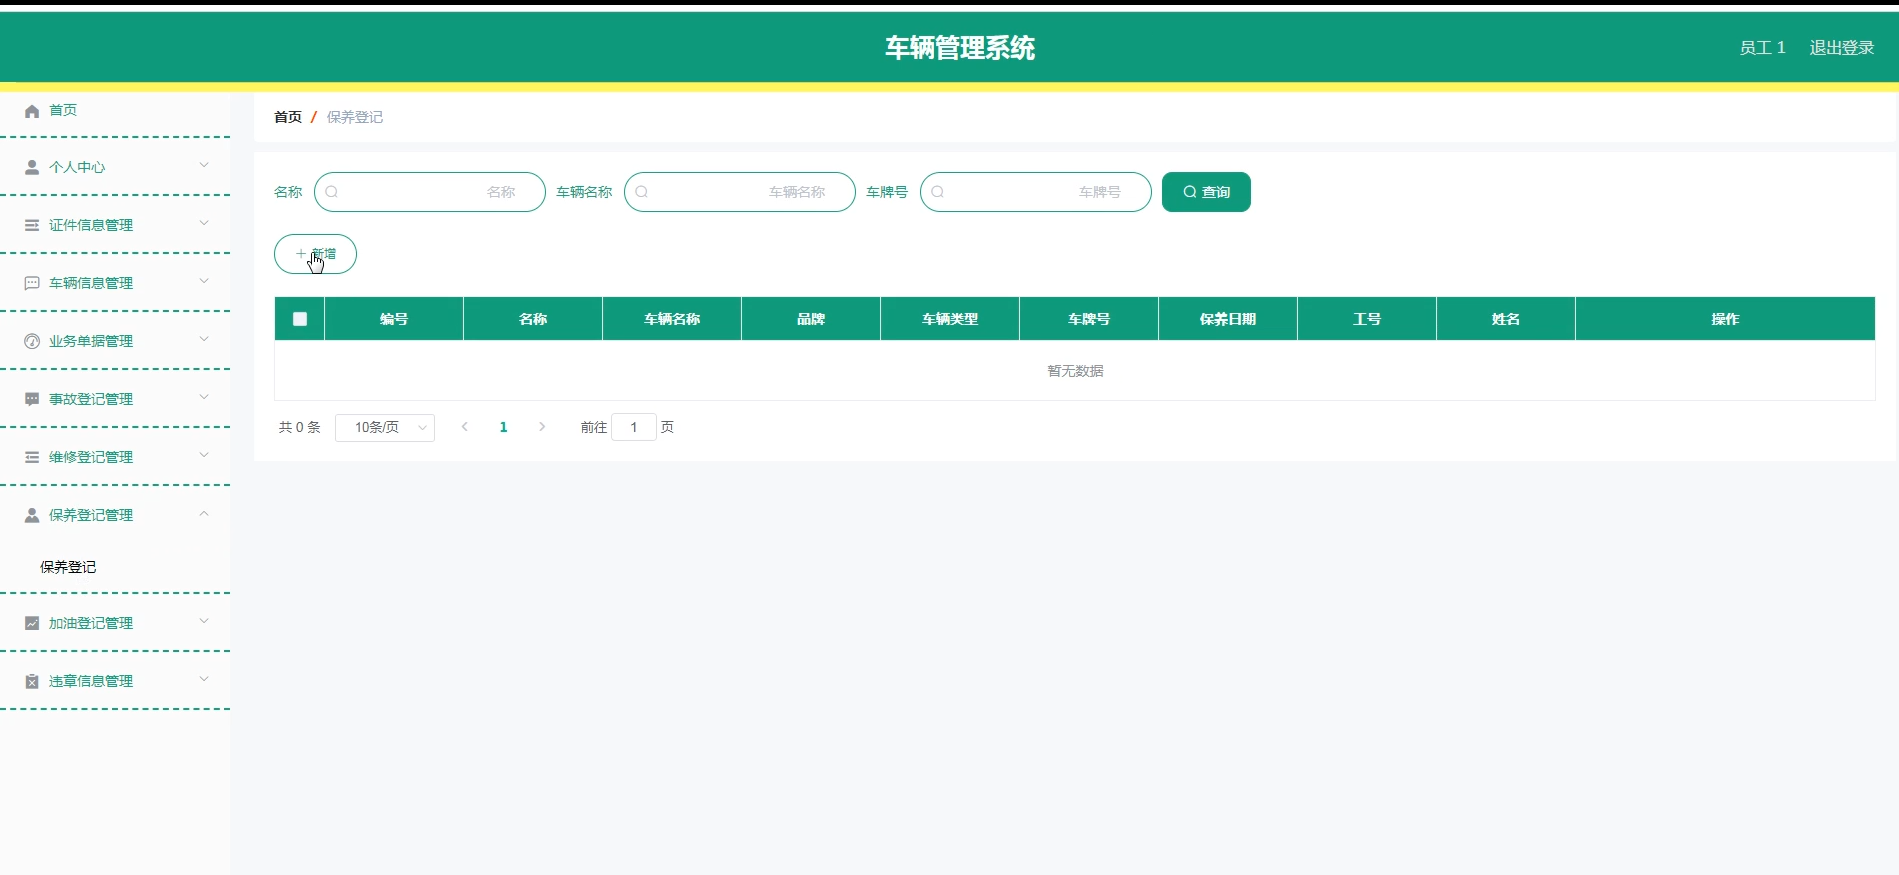 车辆管理系统
员工 1 退出登录
首页
个人中心
证件信息管理
车辆信息管理
业务单据管理
事故登记管理
维修登记管理
保养登记管理
保养登记
加油登记管理
违章信息管理
首页 / 保养登记
名称 名称 车辆名称 车辆名称 车牌号 车牌号 查询
新增
编号 名称 车辆名称 品牌 车辆类型 车牌号 保养日期 工号 姓名 操作
暂无数据
共 0 条 10条/页 1 前往 1 页